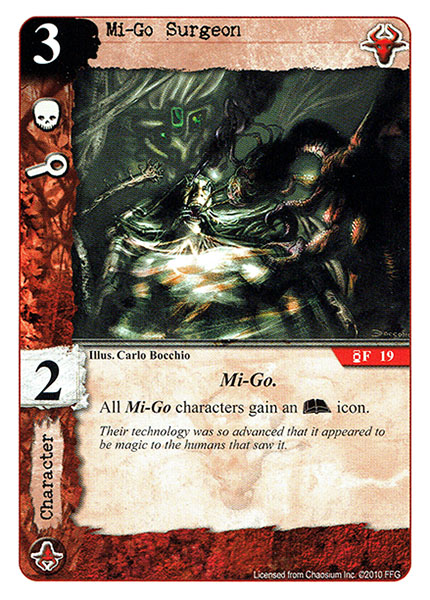 3
Mi-Go Surgeon
Illus. Carlo Bocchio
F 19
2
Mi-Go.
All Mi-Go characters gain an icon.
Their technology was so advanced that it appeared to
be magic to the humans that saw it.
Character
Licensed from Chaosium Inc. ©2010 FFG